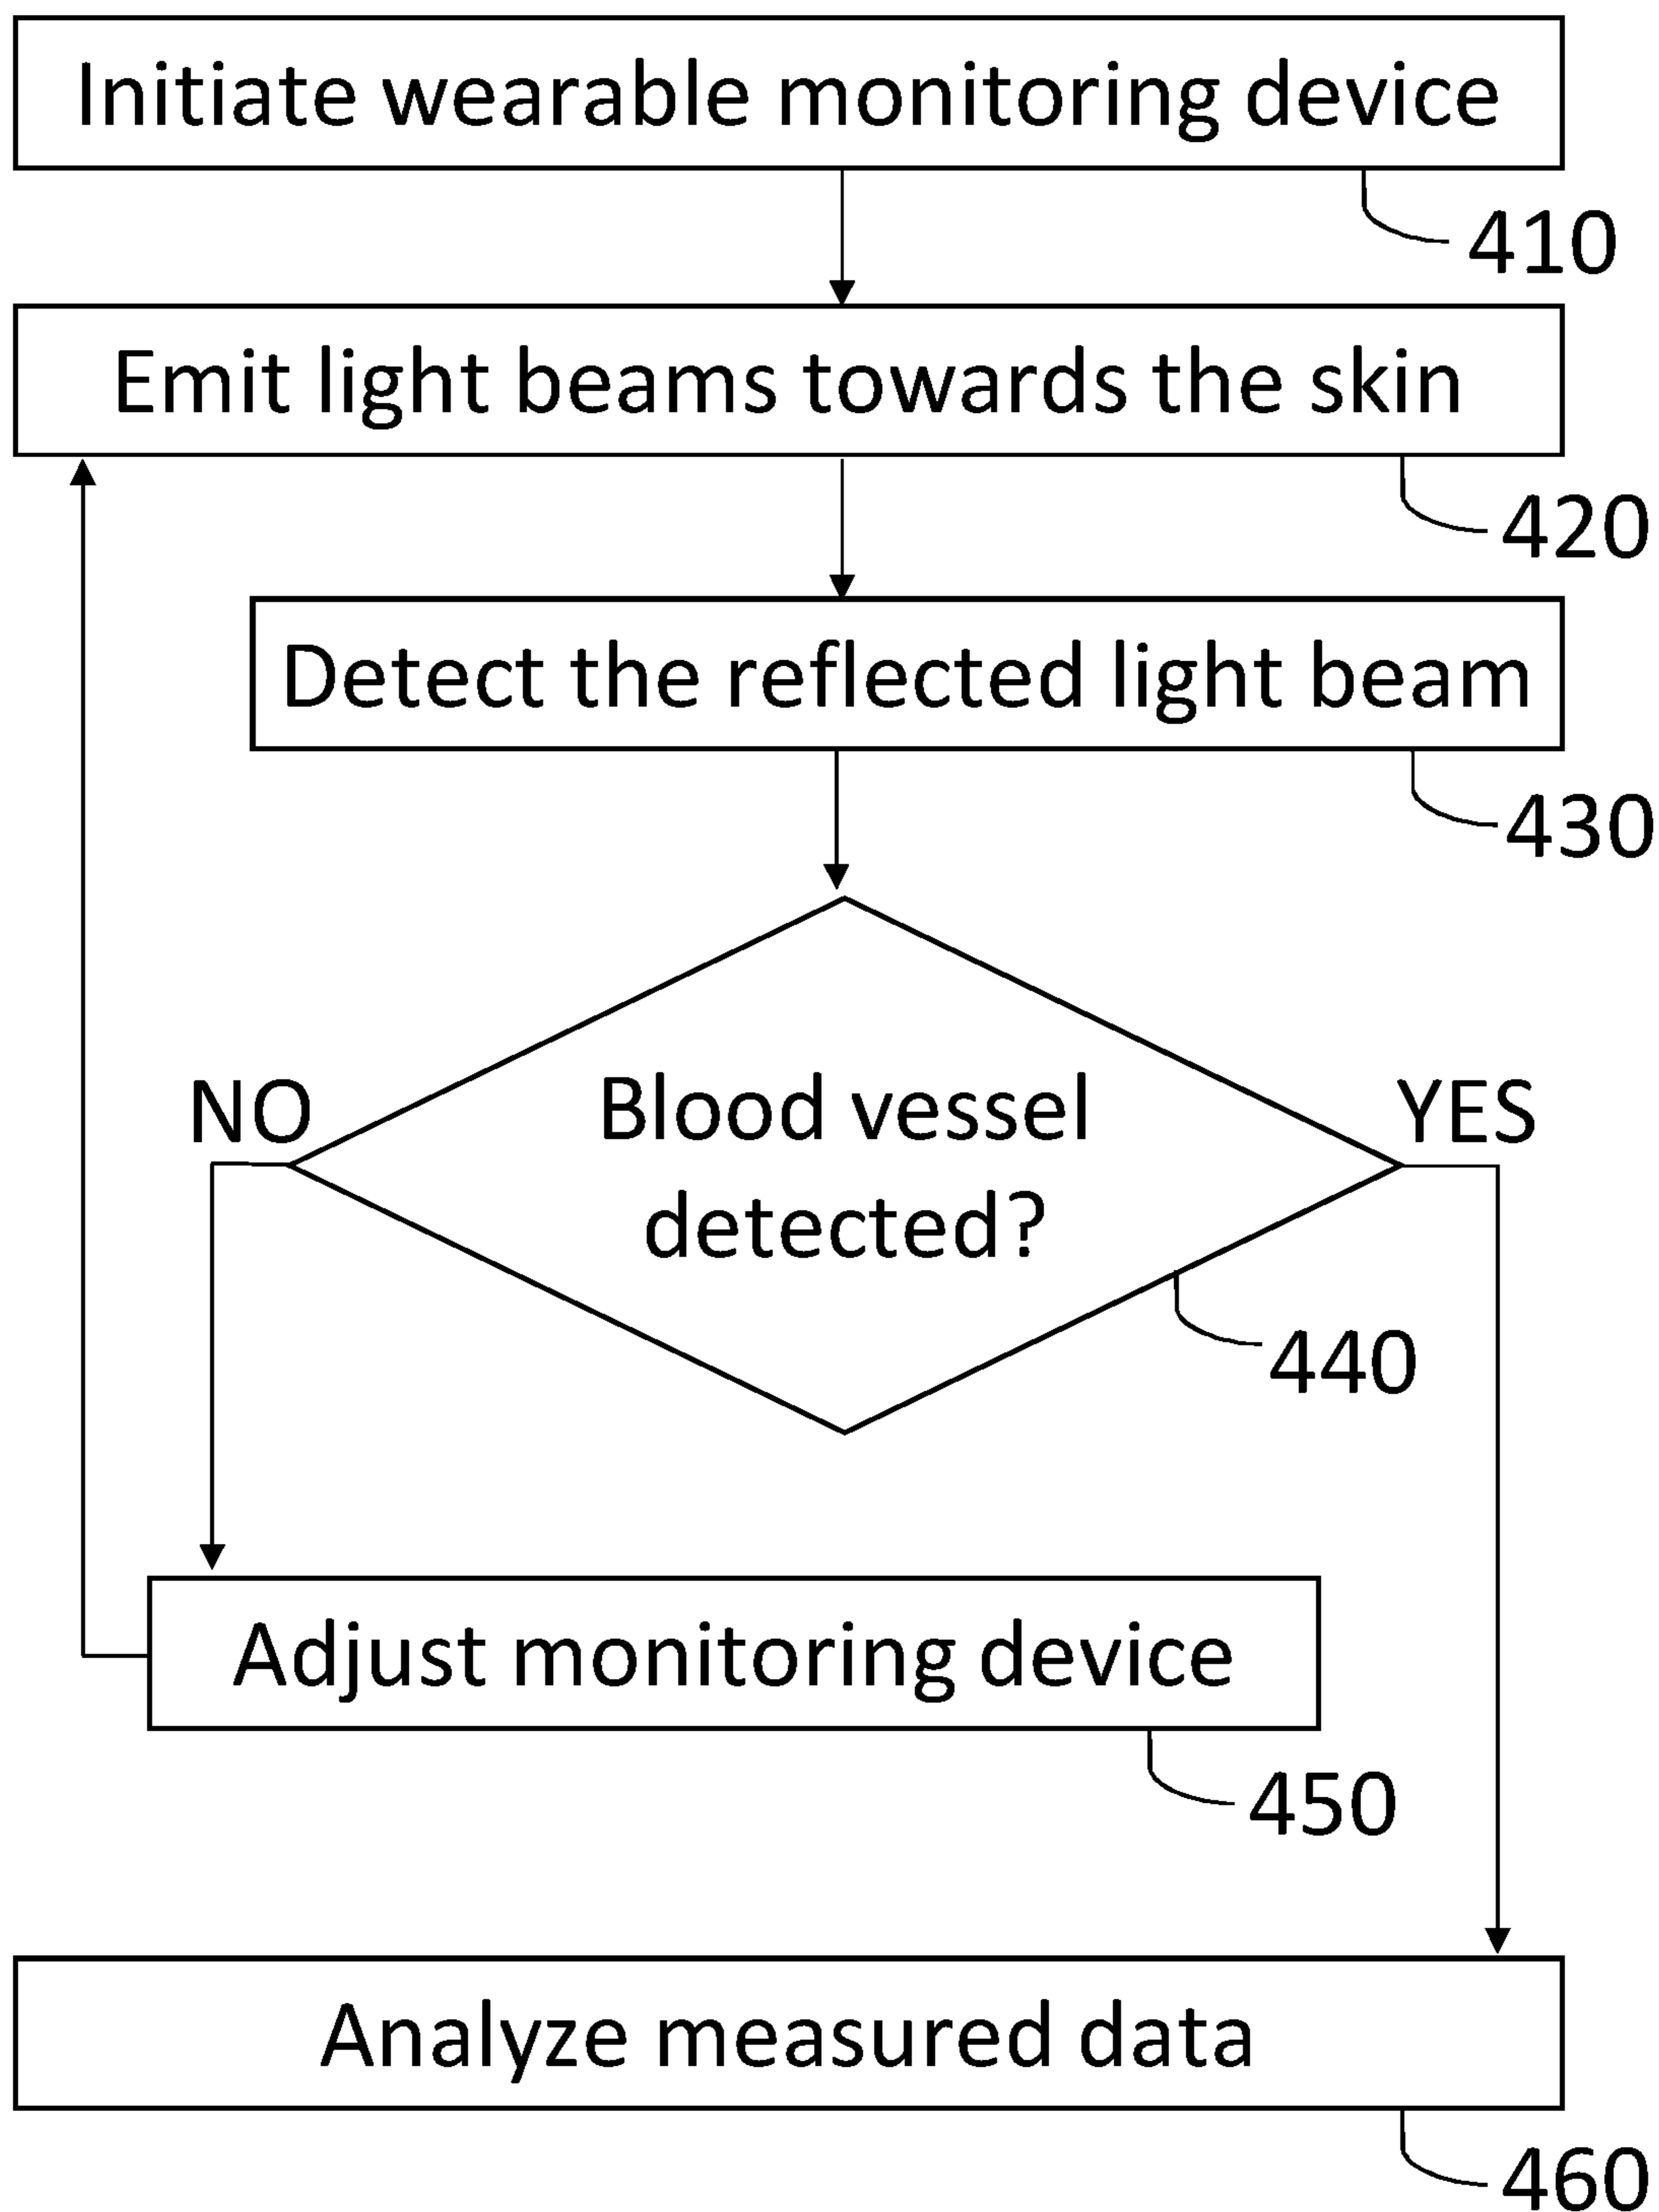 Initiate wearable monitoring device
410
Emit light beams towards the skin
420
Detect the reflected light beam
430
NO
Blood vessel
detected?
YES
440
Adjust monitoring device
450
Analyze measured data
460